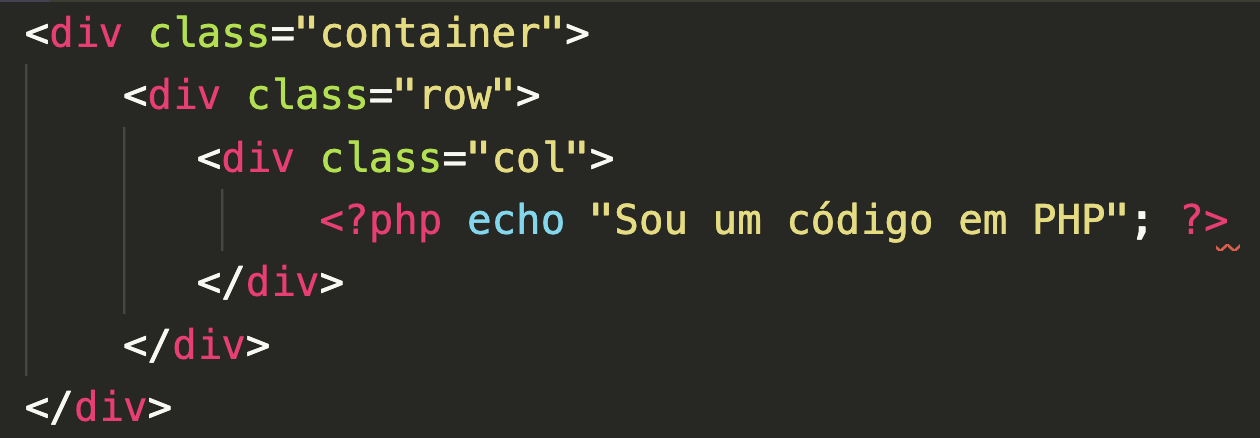 <div class="container">
<div class="row">
<div class="col">
<?php echo "Sou um código em PHP"; ?>
</div>
</div>
</div>